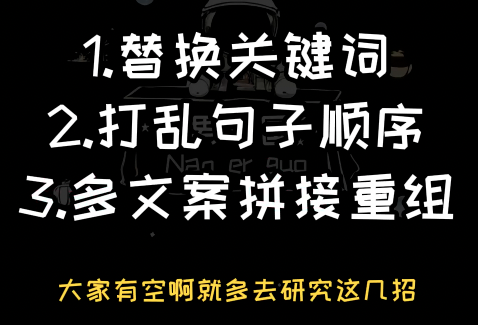 1.替换关键词
2.打乱句子顺序
3.多文案拼接重组
Nan er guo
大家有空啊就多去研究这几招